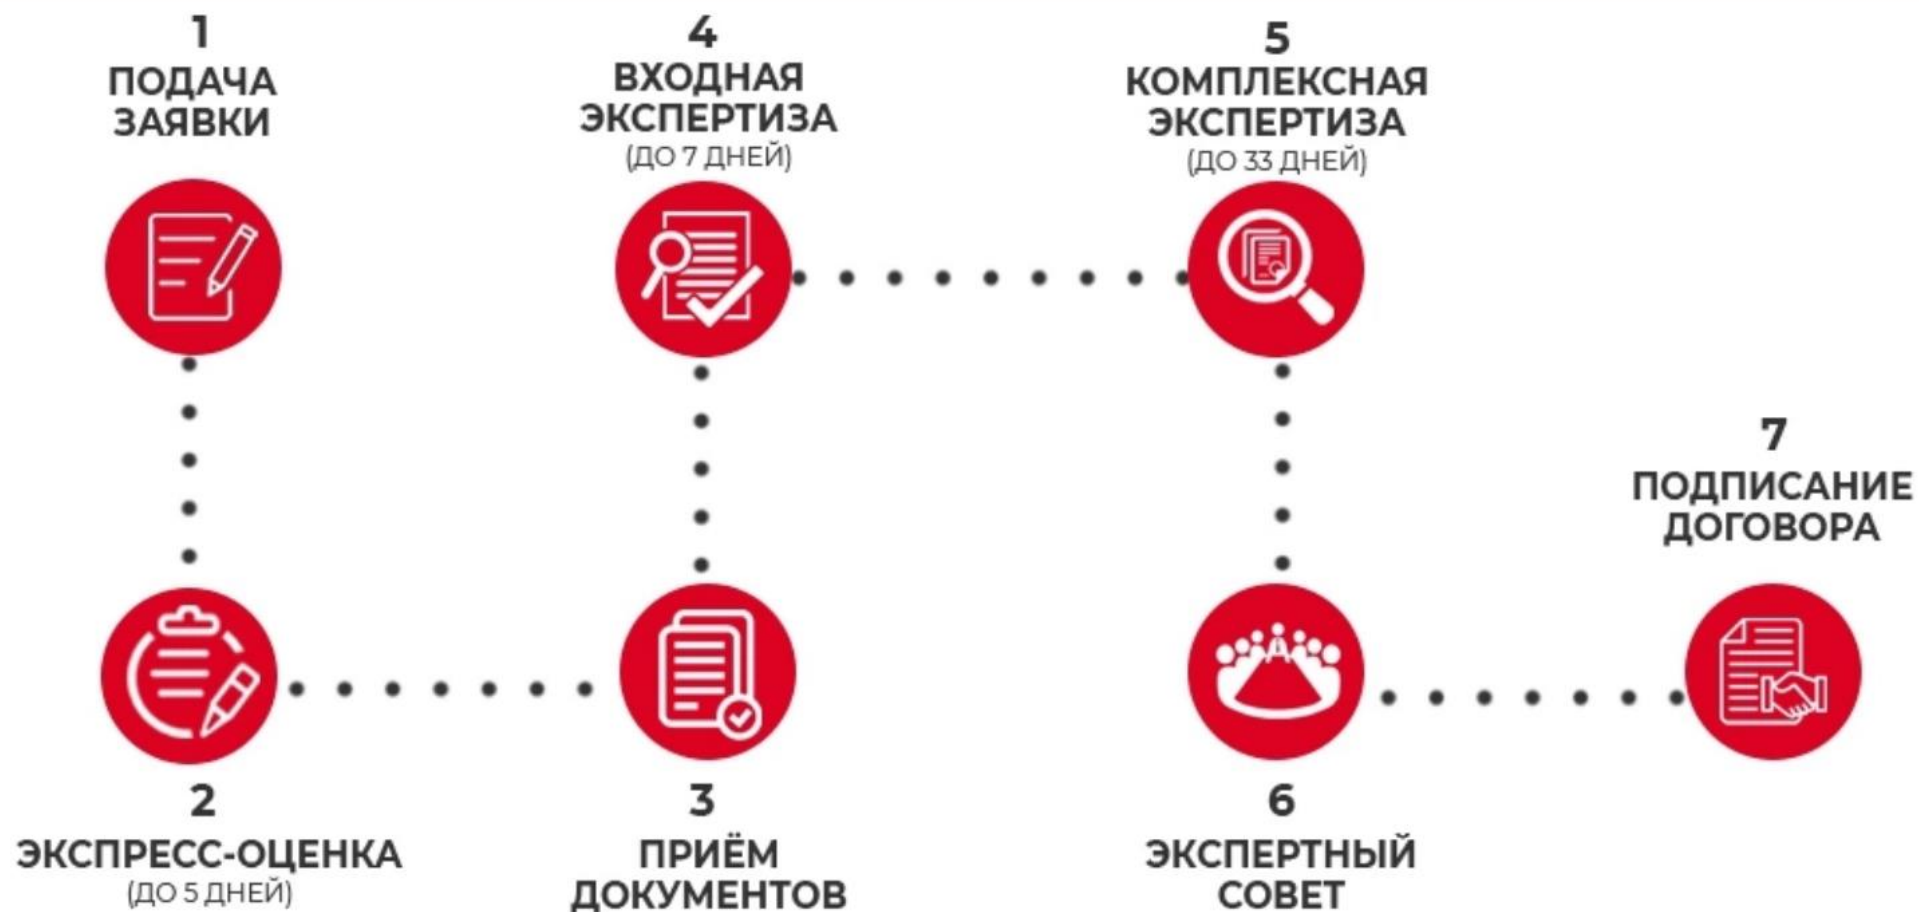 1
ПОДАЧА
ЗАЯВКИ
2
ЭКСПРЕСС-ОЦЕНКА
(ДО 5 ДНЕЙ)
3
ПРИЁМ
ДОКУМЕНТОВ
4
ВХОДНАЯ
ЭКСПЕРТИЗА
(ДО 7 ДНЕЙ)
5
КОМПЛЕКСНАЯ
ЭКСПЕРТИЗА
(ДО 33 ДНЕЙ)
6
ЭКСПЕРТНЫЙ
СОВЕТ
7
ПОДПИСАНИЕ
ДОГОВОРА